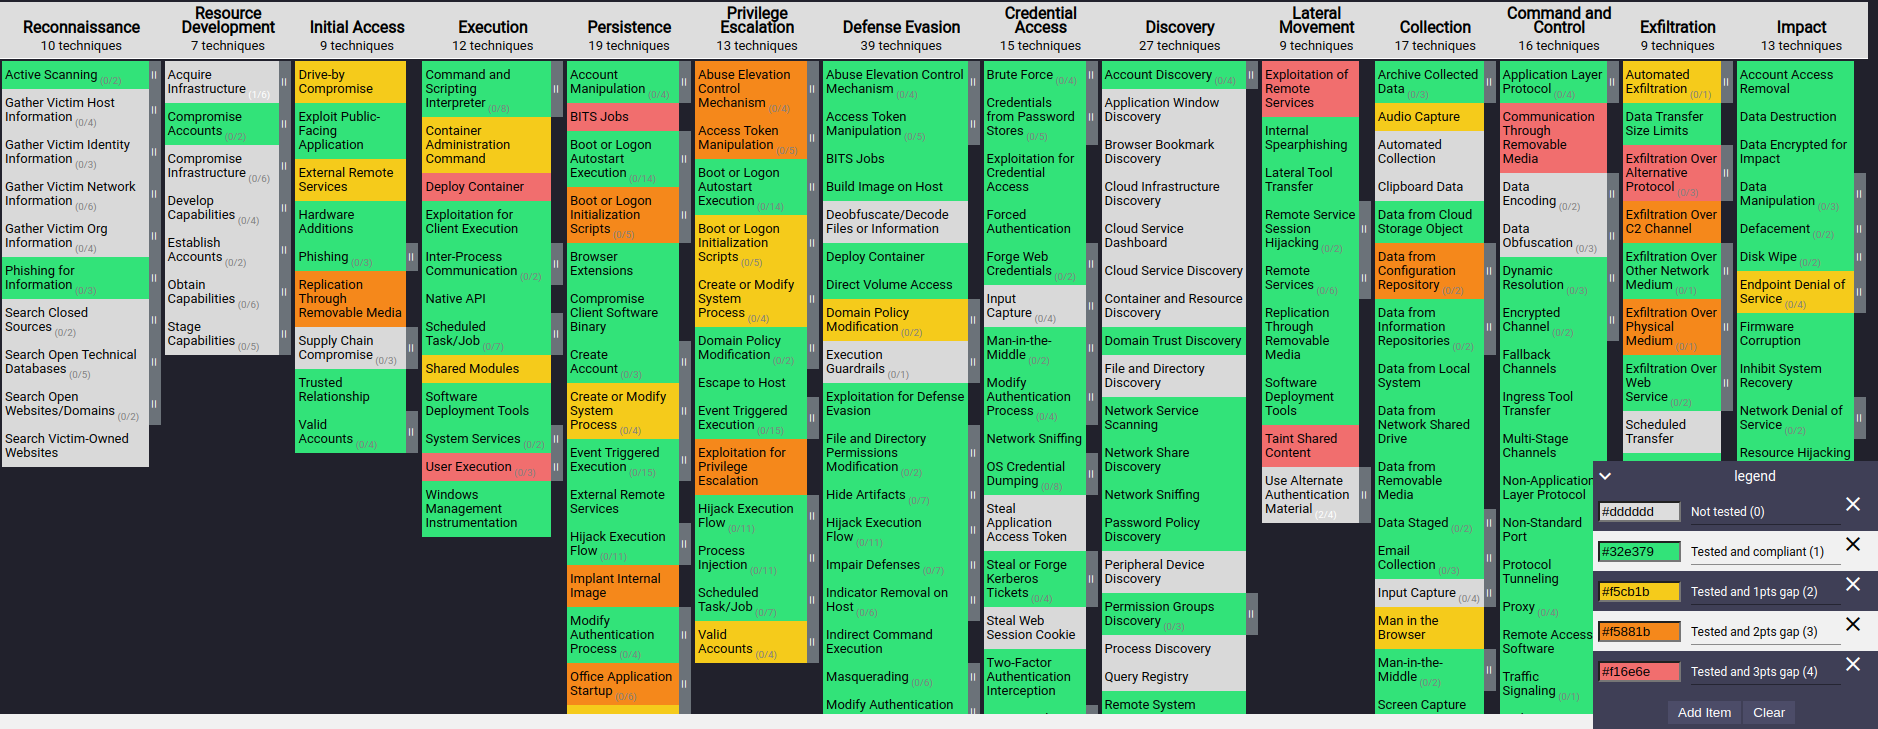 Reconnaissance
10 techniques
Active Scanning (0/2)
Gather Victim Host
Information (0/4)
Gather Victim Identity
Information (0/3)
Gather Victim Network
Information (0/6)
Gather Victim Org
Information (0/4)
Phishing for
Information (0/3)
Search Closed
Sources (0/2)
Search Open Technical
Databases (0/5)
Search Open
Websites/Domains (0/2)
Search Victim-Owned
Websites
Resource
Development
7 techniques
Acquire
Infrastructure (1/6)
Compromise
Accounts (0/2)
Compromise
Infrastructure (0/6)
Develop
Capabilities (0/4)
Establish
Accounts (0/2)
Obtain
Capabilities (0/6)
Stage
Capabilities (0/5)
Initial Access
9 techniques
Drive-by
Compromise
Exploit Public-
Facing
Application
External Remote
Services
Hardware
Additions
Phishing (0/3)
Replication
Through
Removable Media
Supply Chain
Compromise (0/3)
Trusted
Relationship
Valid
Accounts (0/4)
Execution
12 techniques
Command and
Scripting
Interpreter (0/8)
Container
Administration
Command
Deploy Container
Exploitation for
Client Execution
Inter-Process
Communication (0/2)
Native API
Scheduled
Task/Job (0/7)
Shared Modules
Software
Deployment Tools
System Services (0/2)
User Execution (0/3)
Windows
Management
Instrumentation
Persistence
19 techniques
Account
Manipulation (0/4)
BITS Jobs
Boot or Logon
Autostart
Execution (0/14)
Boot or Logon
Initialization
Scripts (0/5)
Browser
Extensions
Compromise
Client Software
Binary
Create
Account (0/3)
Create or Modify
System
Process (0/4)
Event Triggered
Execution (0/15)
External Remote
Services
Hijack Execution
Flow (0/11)
Implant Internal
Image
Modify
Authentication
Process (0/4)
Office Application
Startup (0/6)
Privilege
Escalation
13 techniques
Abuse Elevation
Control
Mechanism (0/4)
Access Token
Manipulation (0/5)
Boot or Logon
Autostart
Execution (0/14)
Boot or Logon
Initialization
Scripts (0/5)
Create or Modify
System
Process (0/4)
Domain Policy
Modification (0/2)
Escape to Host
Event Triggered
Execution (0/15)
Exploitation for
Privilege
Escalation
Hijack Execution
Flow (0/11)
Process
Injection (0/11)
Scheduled
Task/Job (0/7)
Valid
Accounts (0/4)
Defense Evasion
39 techniques
Abuse Elevation Control
Mechanism (0/4)
Access Token
Manipulation (0/5)
BITS Jobs
Build Image on Host
Deobfuscate/Decode
Files or Information
Deploy Container
Direct Volume Access
Domain Policy
Modification (0/2)
Execution
Guardrails (0/1)
Exploitation for Defense
Evasion
File and Directory
Permissions
Modification (0/2)
Hide Artifacts (0/7)
Hijack Execution
Flow (0/11)
Impair Defenses (0/7)
Indicator Removal on
Host (0/6)
Indirect Command
Execution
Masquerading (0/6)
Modify Authentication
Credential
Access
15 techniques
Brute Force (0/4)
Credentials
from Password
Stores (0/5)
Exploitation for
Credential
Access
Forced
Authentication
Forge Web
Credentials (0/2)
Input
Capture (0/4)
Man-in-the-
Middle (0/2)
Modify
Authentication
Process (0/4)
Network Sniffing
OS Credential
Dumping (0/8)
Steal
Application
Access Token
Steal or Forge
Kerberos
Tickets (0/4)
Steal Web
Session Cookie
Two-Factor
Authentication
Interception
Discovery
27 techniques
Account Discovery (0/4)
Application Window
Discovery
Browser Bookmark
Discovery
Cloud Infrastructure
Discovery
Cloud Service
Dashboard
Cloud Service Discovery
Container and Resource
Discovery
Domain Trust Discovery
File and Directory
Discovery
Network Service
Scanning
Network Share
Discovery
Network Sniffing
Password Policy
Discovery
Peripheral Device
Discovery
Permission Groups
Discovery (0/3)
Process Discovery
Query Registry
Remote System
Lateral
Movement
9 techniques
Exploitation of
Remote
Services
Internal
Spearphishing
Lateral Tool
Transfer
Remote Service
Session
Hijacking (0/2)
Remote
Services (0/6)
Replication
Through
Removable
Media
Software
Deployment
Tools
Taint Shared
Content
Use Alternate
Authentication
Material (2/4)
Collection
17 techniques
Archive Collected
Data (0/3)
Audio Capture
Automated
Collection
Clipboard Data
Data from Cloud
Storage Object
Data from
Configuration
Repository (0/2)
Data from
Information
Repositories (0/2)
Data from Local
System
Data from
Network Shared
Drive
Data from
Removable
Media
Data Staged (0/2)
Email
Collection (0/3)
Input Capture (0/4)
Man in the
Browser
Man-in-the-
Middle (0/2)
Screen Capture
Command and
Control
16 techniques
Application Layer
Protocol (0/4)
Communication
Through
Removable
Media
Data
Encoding (0/2)
Data
Obfuscation (0/3)
Dynamic
Resolution (0/3)
Encrypted
Channel (0/2)
Fallback
Channels
Ingress Tool
Transfer
Multi-Stage
Channels
Non-Application
Layer Protocol
Non-Standard
Port
Protocol
Tunneling
Proxy (0/4)
Remote Access
Software
Traffic
Signaling (0/1)
Exfiltration
9 techniques
Automated
Exfiltration (0/1)
Data Transfer
Size Limits
Exfiltration Over
Alternative
Protocol (0/3)
Exfiltration Over
C2 Channel
Exfiltration Over
Other Network
Medium (0/1)
Exfiltration Over
Physical
Medium (0/1)
Exfiltration Over
Web
Service (0/2)
Scheduled
Transfer
Impact
13 techniques
Account Access
Removal
Data Destruction
Data Encrypted for
Impact
Data
Manipulation (0/3)
Defacement (0/2)
Disk Wipe (0/2)
Endpoint Denial of
Service (0/4)
Firmware
Corruption
Inhibit System
Recovery
Network Denial of
Service (0/2)
Resource Hijacking
legend
#dddddd Not tested (0)
#32e379 Tested and compliant (1)
#f5cb1b Tested and 1pts gap (2)
#f5881b Tested and 2pts gap (3)
#f16e6e Tested and 3pts gap (4)
Add Item Clear